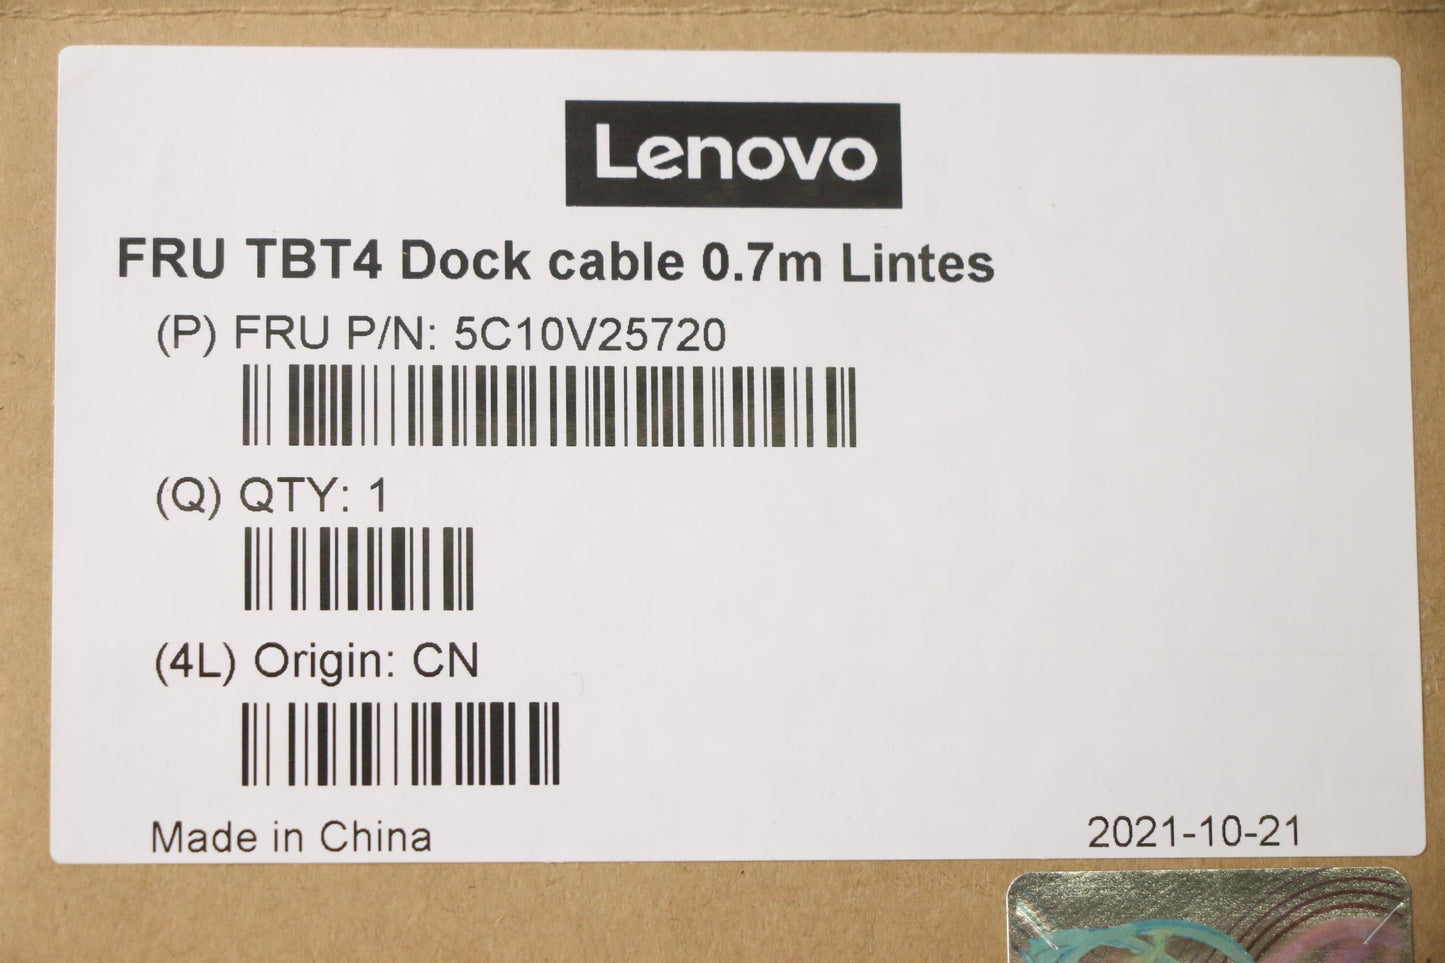 Lenovo
FRU TBT4 Dock cable 0.7m Lintes
(P) FRU P/N: 5C10V25720
(Q) QTY: 1
(4L) Origin: CN
Made in China
2021-10-21